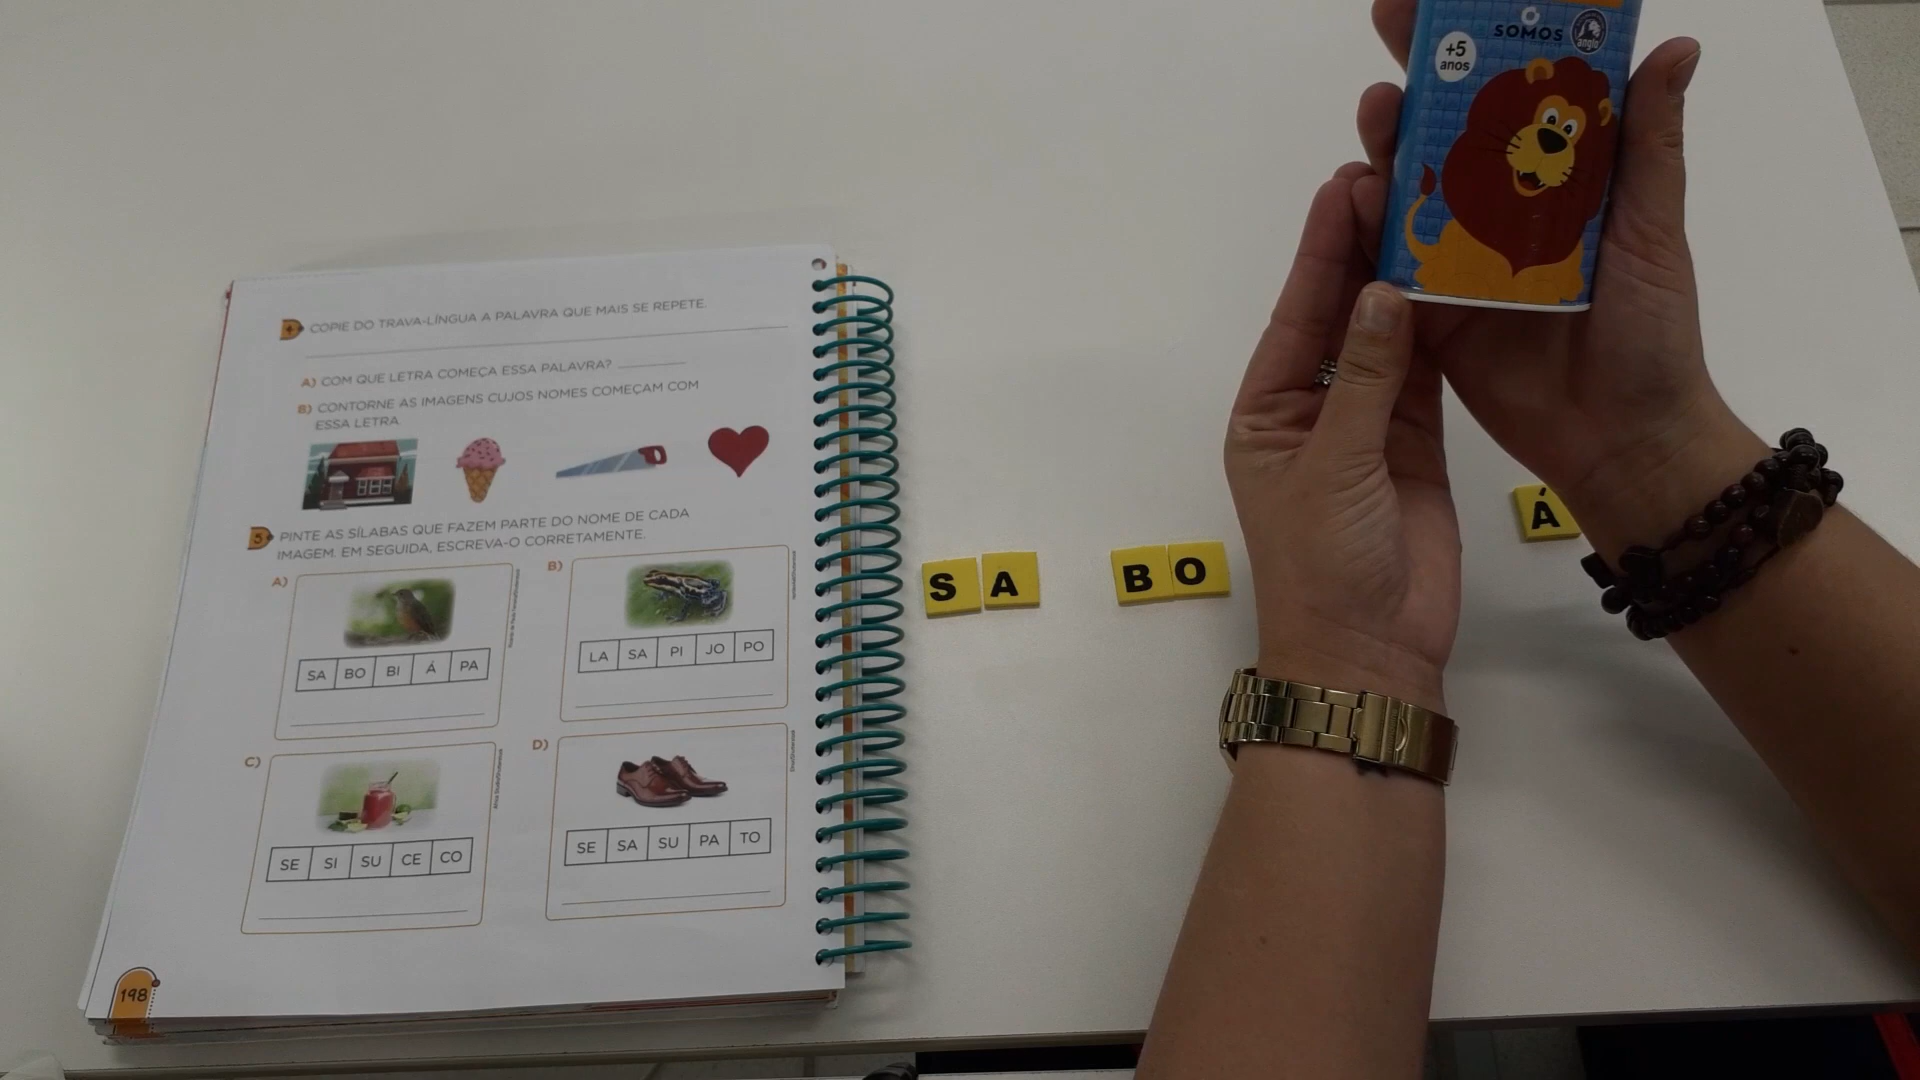 SOMOS
anglo
+5
anos
4 COPIE DO TRAVA-LÍNGUA A PALAVRA QUE MAIS SE REPETE.
A) COM QUE LETRA COMEÇA ESSA PALAVRA?
B) CONTORNE AS IMAGENS CUJOS NOMES COMEÇAM COM
ESSA LETRA.
5 PINTE AS SÍLABAS QUE FAZEM PARTE DO NOME DE CADA
IMAGEM. EM SEGUIDA, ESCREVA-O CORRETAMENTE.
A)
SA BO BI Á PA
B)
LA SA PI JO PO
C)
SE SI SU CE CO
D)
SE SA SU PA TO
198
S A B O Á